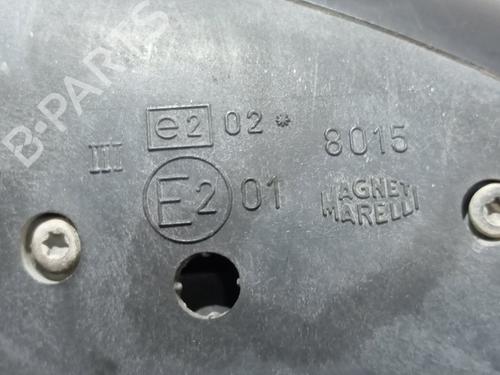 B-PARTS
III e2 02* 8015
E2 01 MAGNETI
MARELLI